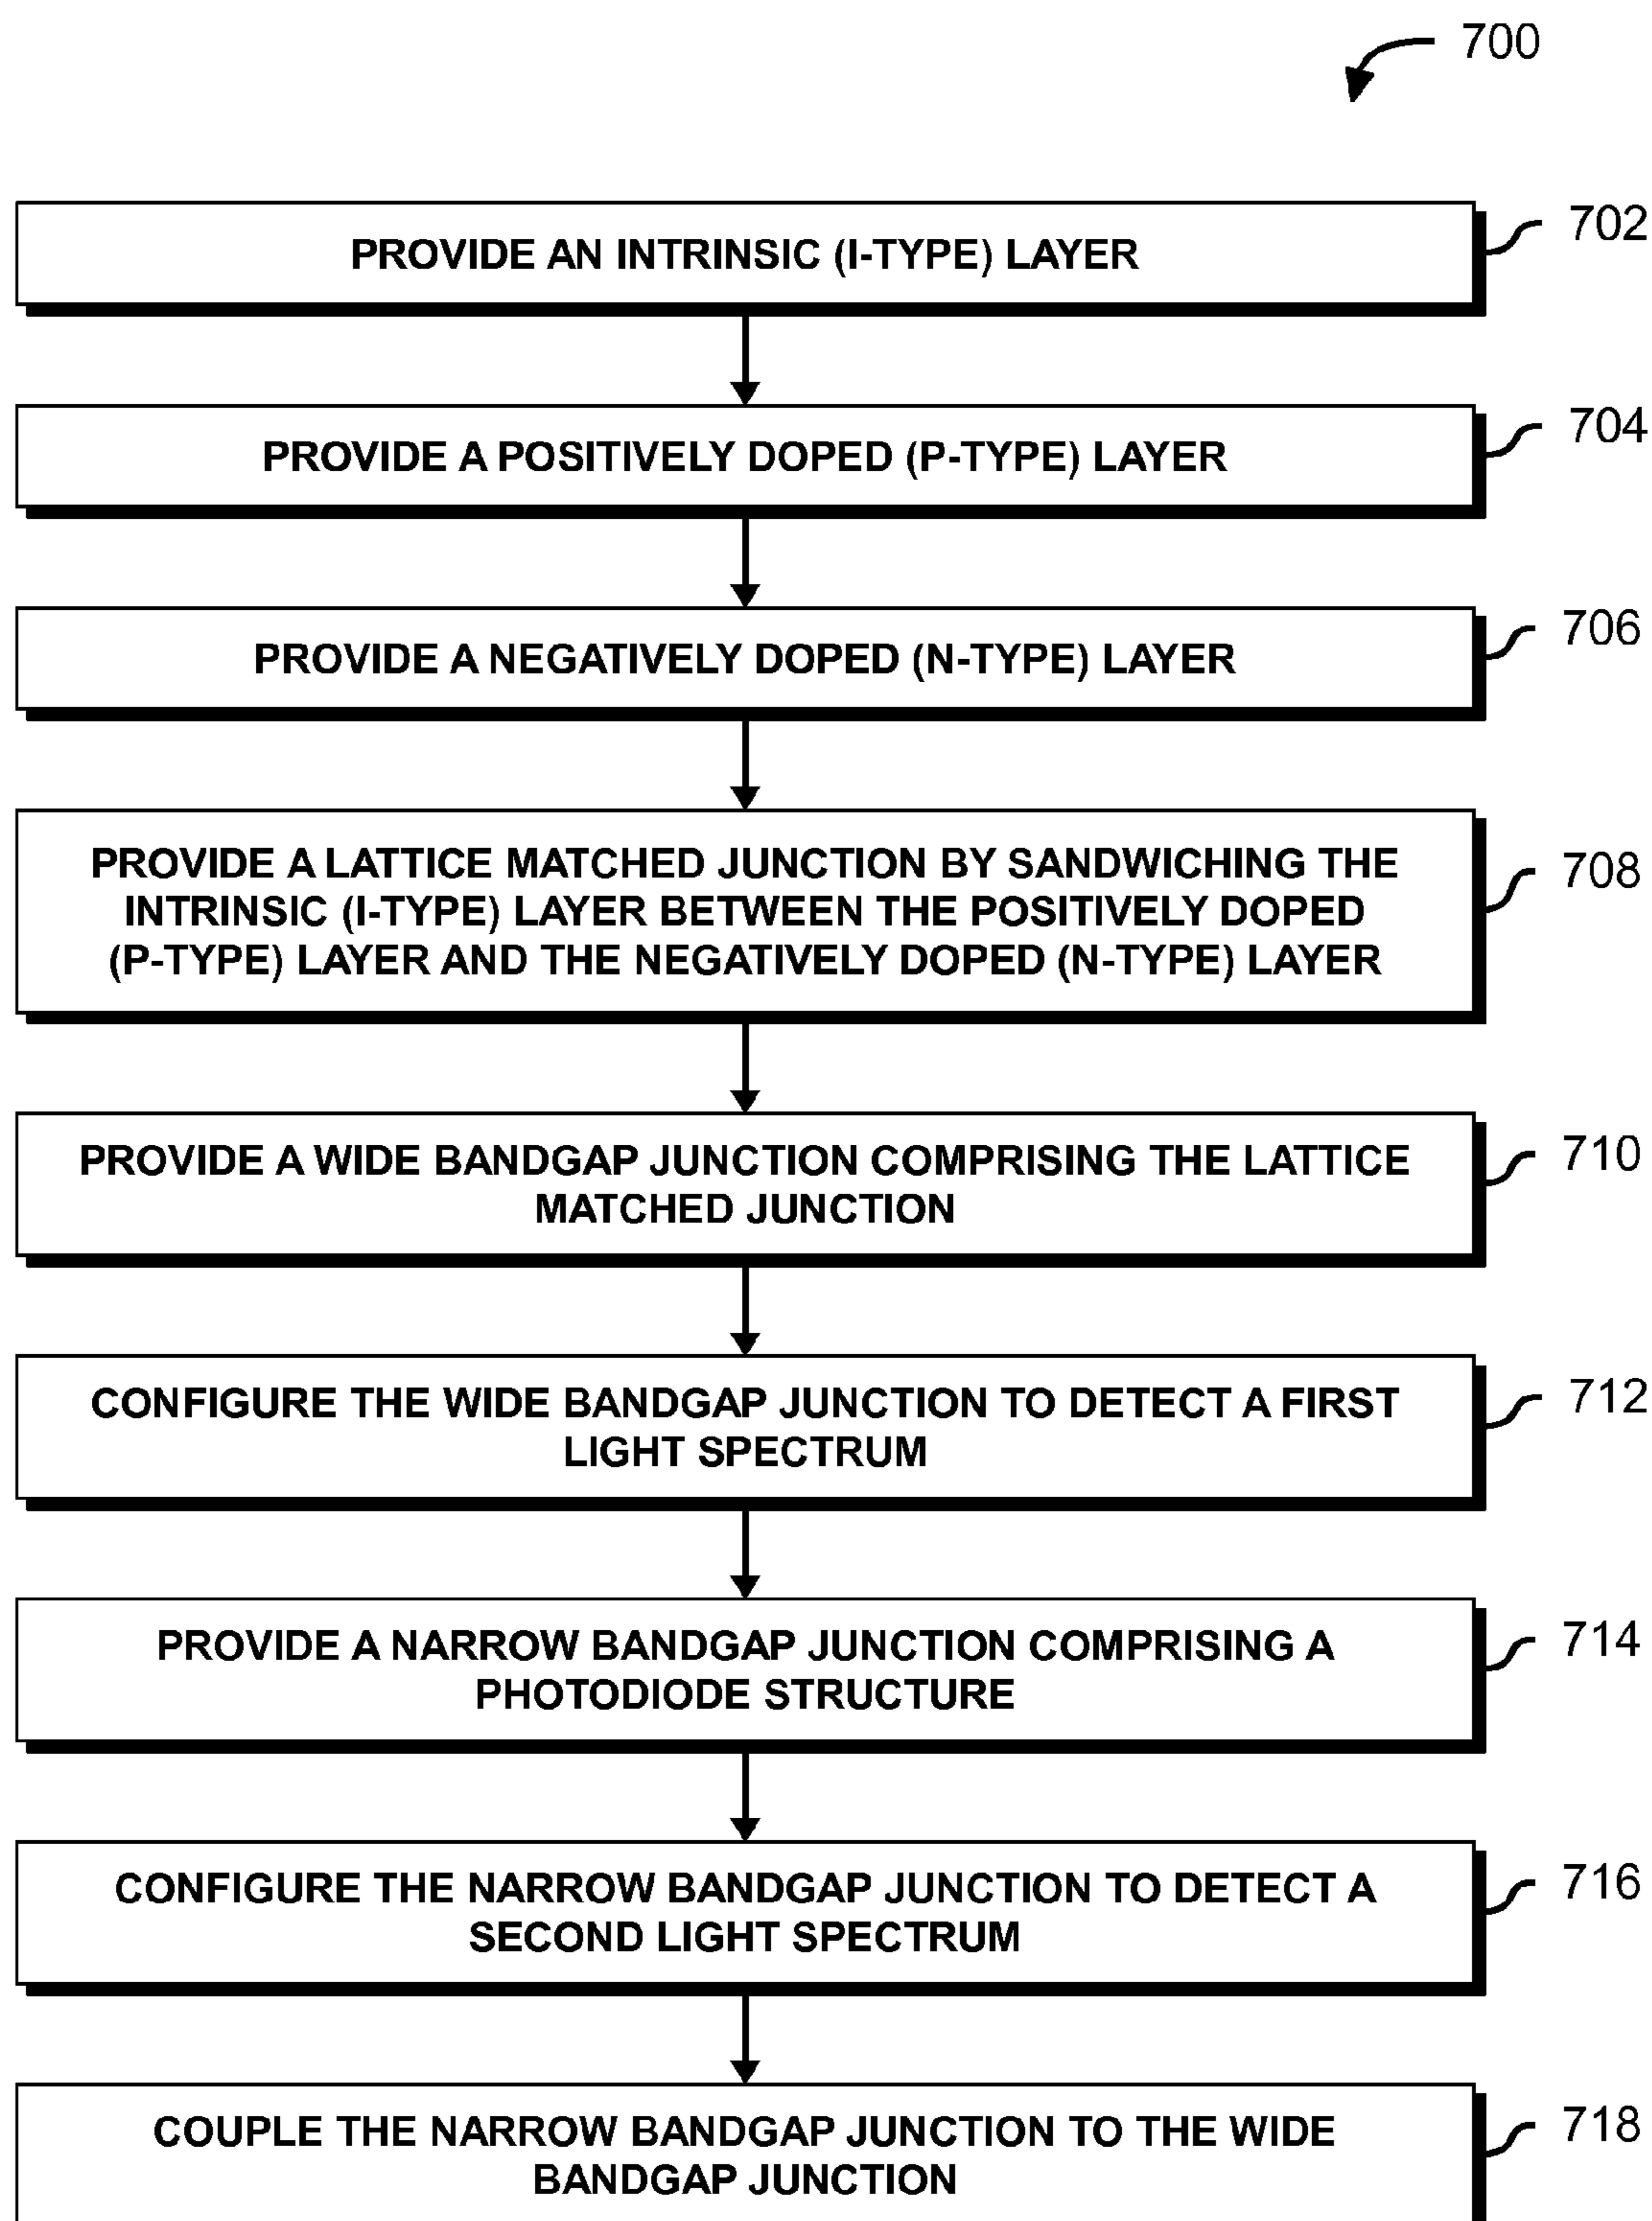 700
PROVIDE AN INTRINSIC (I-TYPE) LAYER
702
PROVIDE A POSITIVELY DOPED (P-TYPE) LAYER
704
PROVIDE A NEGATIVELY DOPED (N-TYPE) LAYER
706
PROVIDE A LATTICE MATCHED JUNCTION BY SANDWICHING THE
INTRINSIC (I-TYPE) LAYER BETWEEN THE POSITIVELY DOPED
(P-TYPE) LAYER AND THE NEGATIVELY DOPED (N-TYPE) LAYER
708
PROVIDE A WIDE BANDGAP JUNCTION COMPRISING THE LATTICE
MATCHED JUNCTION
710
CONFIGURE THE WIDE BANDGAP JUNCTION TO DETECT A FIRST
LIGHT SPECTRUM
712
PROVIDE A NARROW BANDGAP JUNCTION COMPRISING A
PHOTODIODE STRUCTURE
714
CONFIGURE THE NARROW BANDGAP JUNCTION TO DETECT A
SECOND LIGHT SPECTRUM
716
COUPLE THE NARROW BANDGAP JUNCTION TO THE WIDE
BANDGAP JUNCTION
718